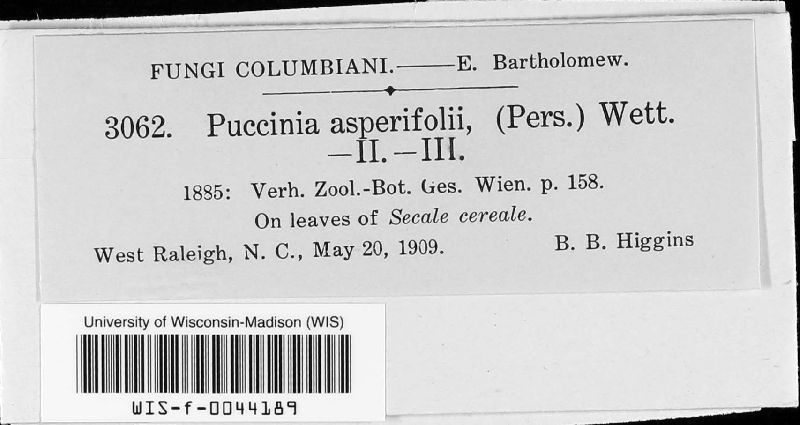 FUNGI COLUMBIANI.——E. Bartholomew.
3062. Puccinia asperifolii, (Pers.) Wett.
—II.—III.
1885: Verh. Zool.-Bot. Ges. Wien. p. 158.
On leaves of Secale cereale.
West Raleigh, N. C., May 20, 1909. B. B. Higgins
University of Wisconsin-Madison (WIS)
WIS-f-0044189